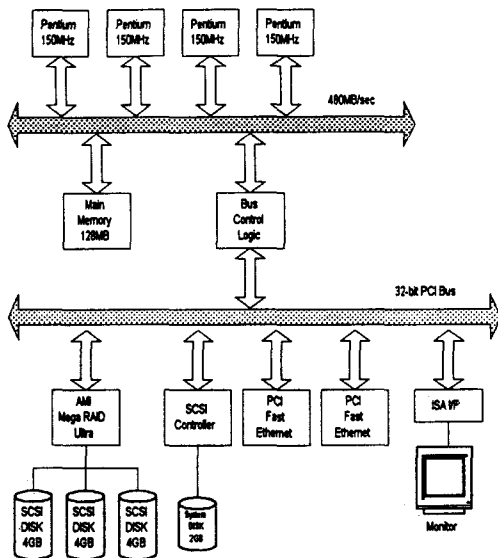 Pentium
150MHz
Pentium
150MHz
Pentium
150MHz
Pentium
150MHz
480MB/sec
Main
Memory
128MB
Bus
Control
Logic
32-bit PCI Bus
AMI
Mega RAID
Ultra
SCSI
Controller
PCI
Fast
Ethernet
PCI
Fast
Ethernet
ISA I/P
SCSI
DISK
4GB
SCSI
DISK
4GB
SCSI
DISK
4GB
System
DISK
2GB
Monitor